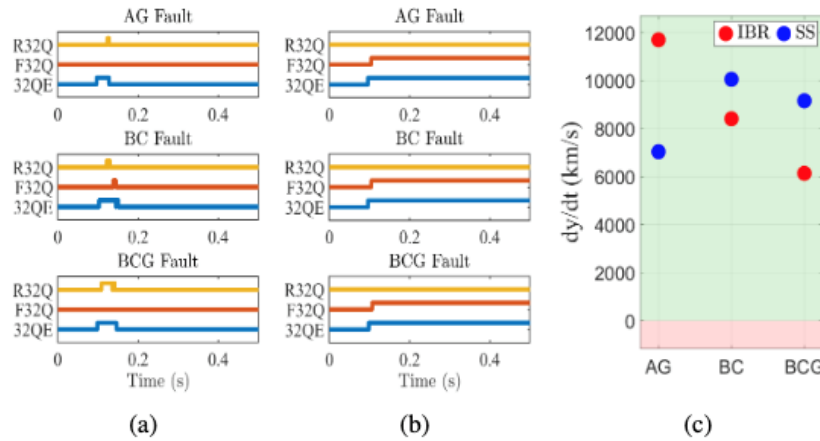 AG Fault
R32Q
F32Q
32QE
0 0.2 0.4
BC Fault
R32Q
F32Q
32QE
0 0.2 0.4
BCG Fault
R32Q
F32Q
32QE
0 0.2 0.4
Time (s)
(a)
AG Fault
R32Q
F32Q
32QE
0 0.2 0.4
BC Fault
R32Q
F32Q
32QE
0 0.2 0.4
BCG Fault
R32Q
F32Q
32QE
0 0.2 0.4
Time (s)
(b)
IBR SS
dy/dt (km/s)
12000
10000
8000
6000
4000
2000
0
AG BC BCG
(c)